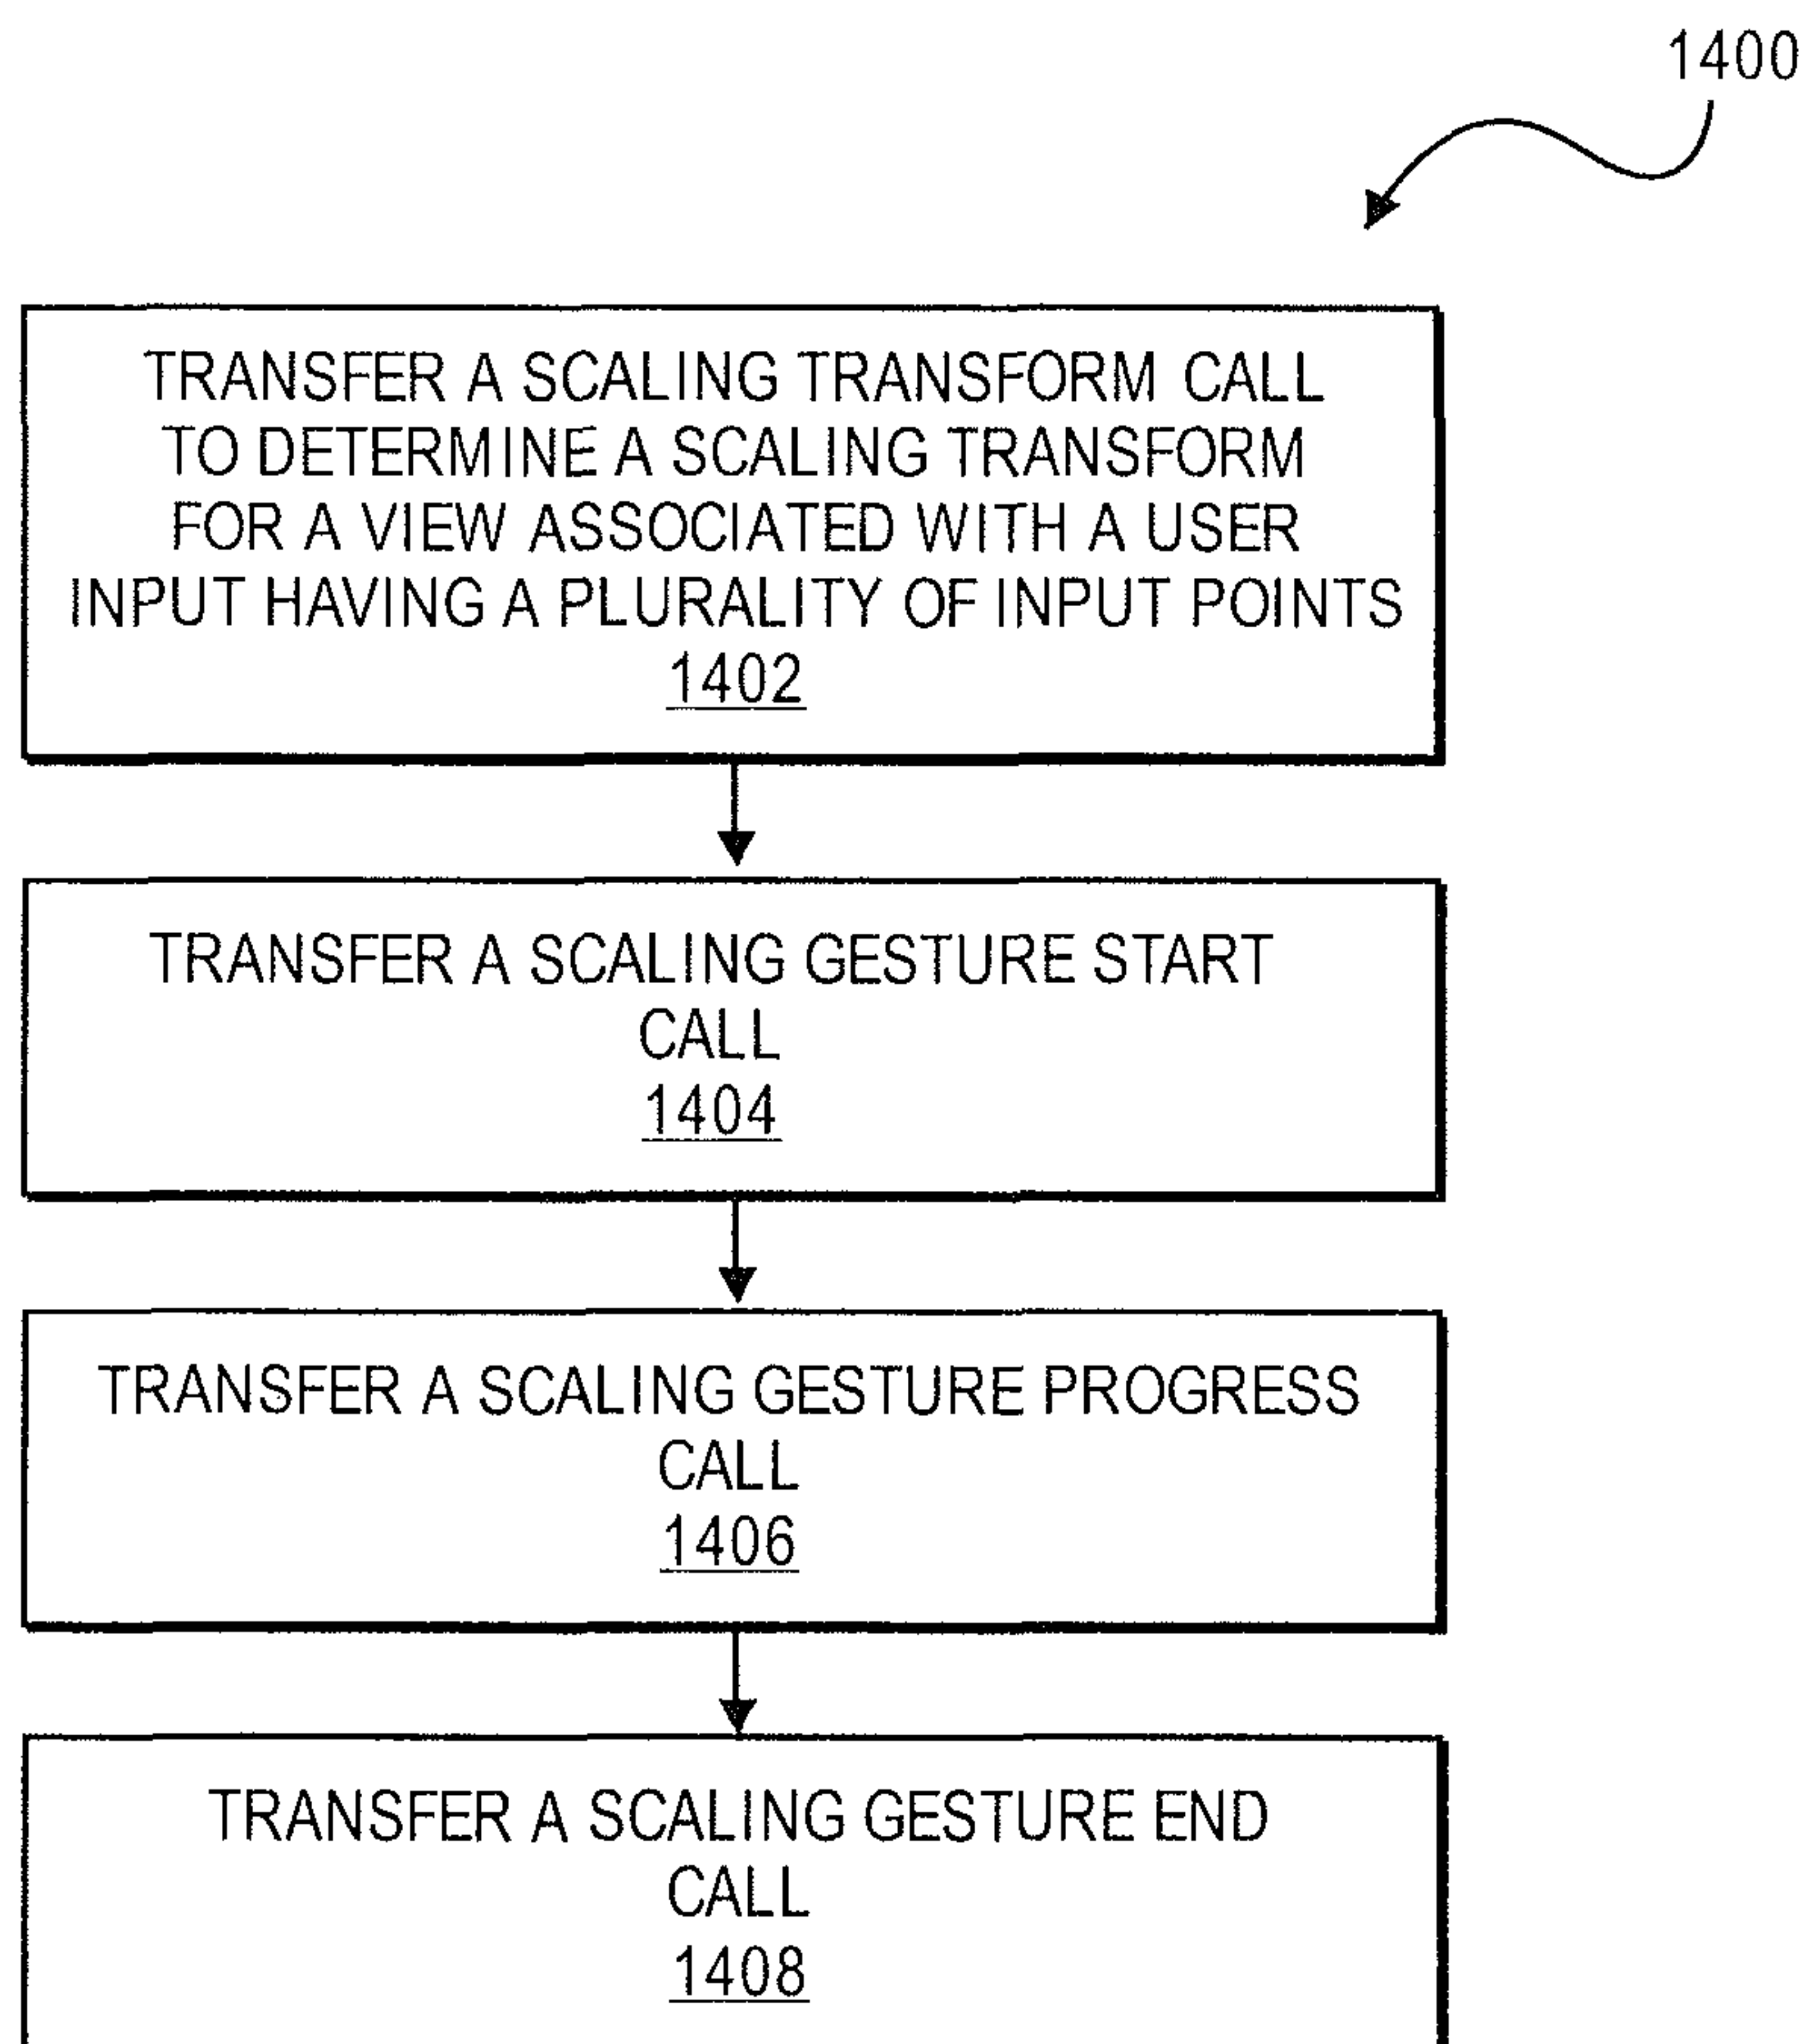 1400
TRANSFER A SCALING TRANSFORM CALL
TO DETERMINE A SCALING TRANSFORM
FOR A VIEW ASSOCIATED WITH A USER
INPUT HAVING A PLURALITY OF INPUT POINTS
1402
TRANSFER A SCALING GESTURE START
CALL
1404
TRANSFER A SCALING GESTURE PROGRESS
CALL
1406
TRANSFER A SCALING GESTURE END
CALL
1408